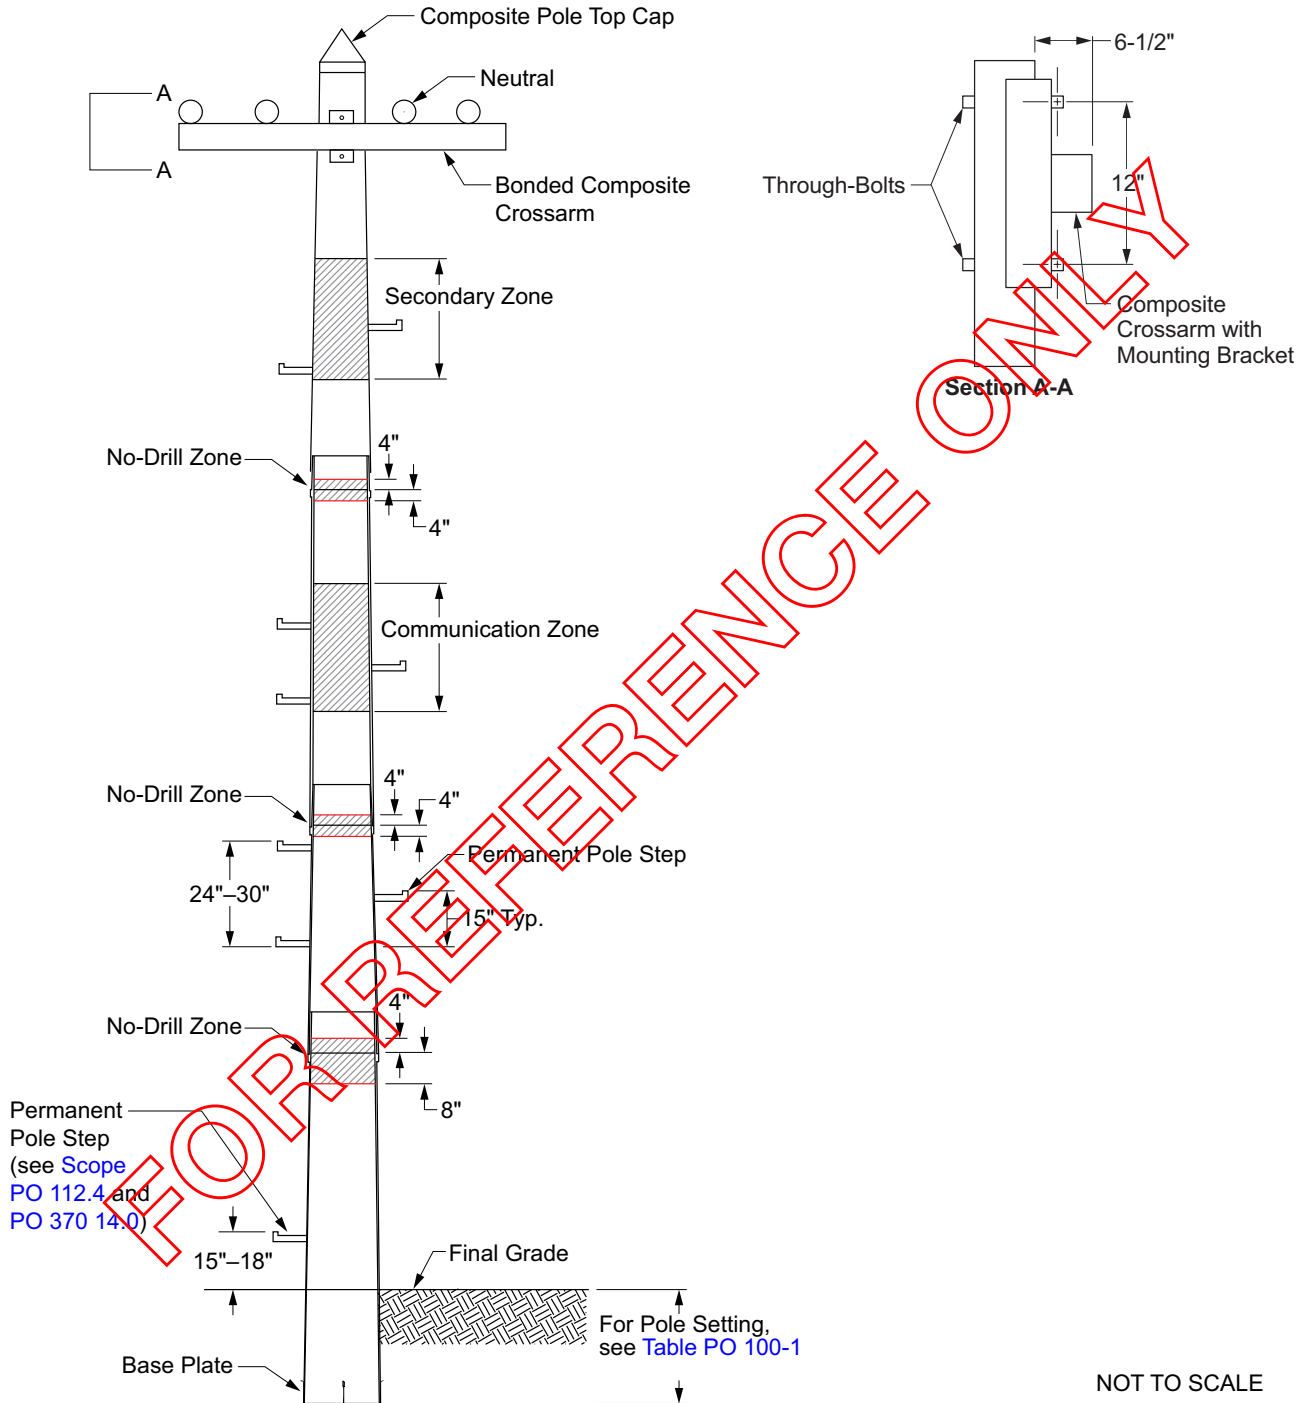 Composite Pole Top Cap
6-1/2"
Neutral
A
A
Bonded Composite
Crossarm
Through-Bolts
12"
Secondary Zone
Composite
Crossarm with
Mounting Bracket
Section A-A
4"
No-Drill Zone
4"
Communication Zone
4"
No-Drill Zone
4"
Permanent Pole Step
24"–30"
15" Typ.
4"
No-Drill Zone
8"
Permanent
Pole Step
(see Scope
PO 112.4 and
PO 370 14.0)
15"–18"
Final Grade
For Pole Setting,
see Table PO 100-1
Base Plate
NOT TO SCALE
FOR REFERENCE ONLY